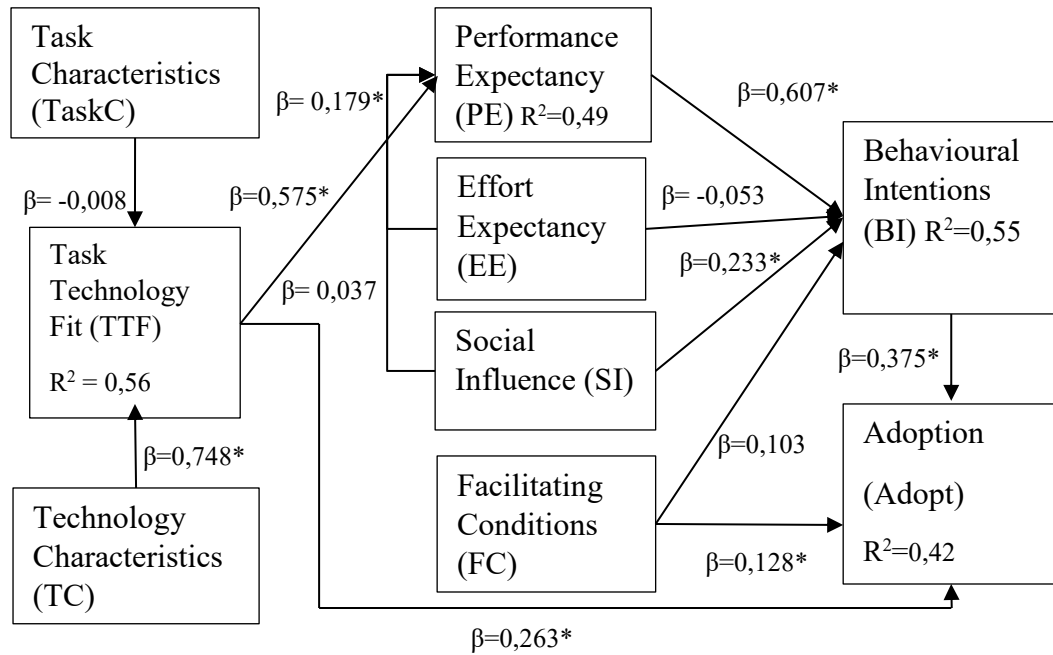 Task
Characteristics
(TaskC)
β= -0,008
Task
Technology
Fit (TTF)
R² = 0,56
β=0,748*
Technology
Characteristics
(TC)
β= 0,179*
β=0,575*
β= 0,037
Performance
Expectancy
(PE) R²=0,49
Effort
Expectancy
(EE)
Social
Influence (SI)
Facilitating
Conditions
(FC)
β=0,607*
β= -0,053
β=0,233*
β=0,103
β=0,128*
β=0,263*
Behavioural
Intentions
(BI) R²=0,55
β=0,375*
Adoption
(Adopt)
R²=0,42